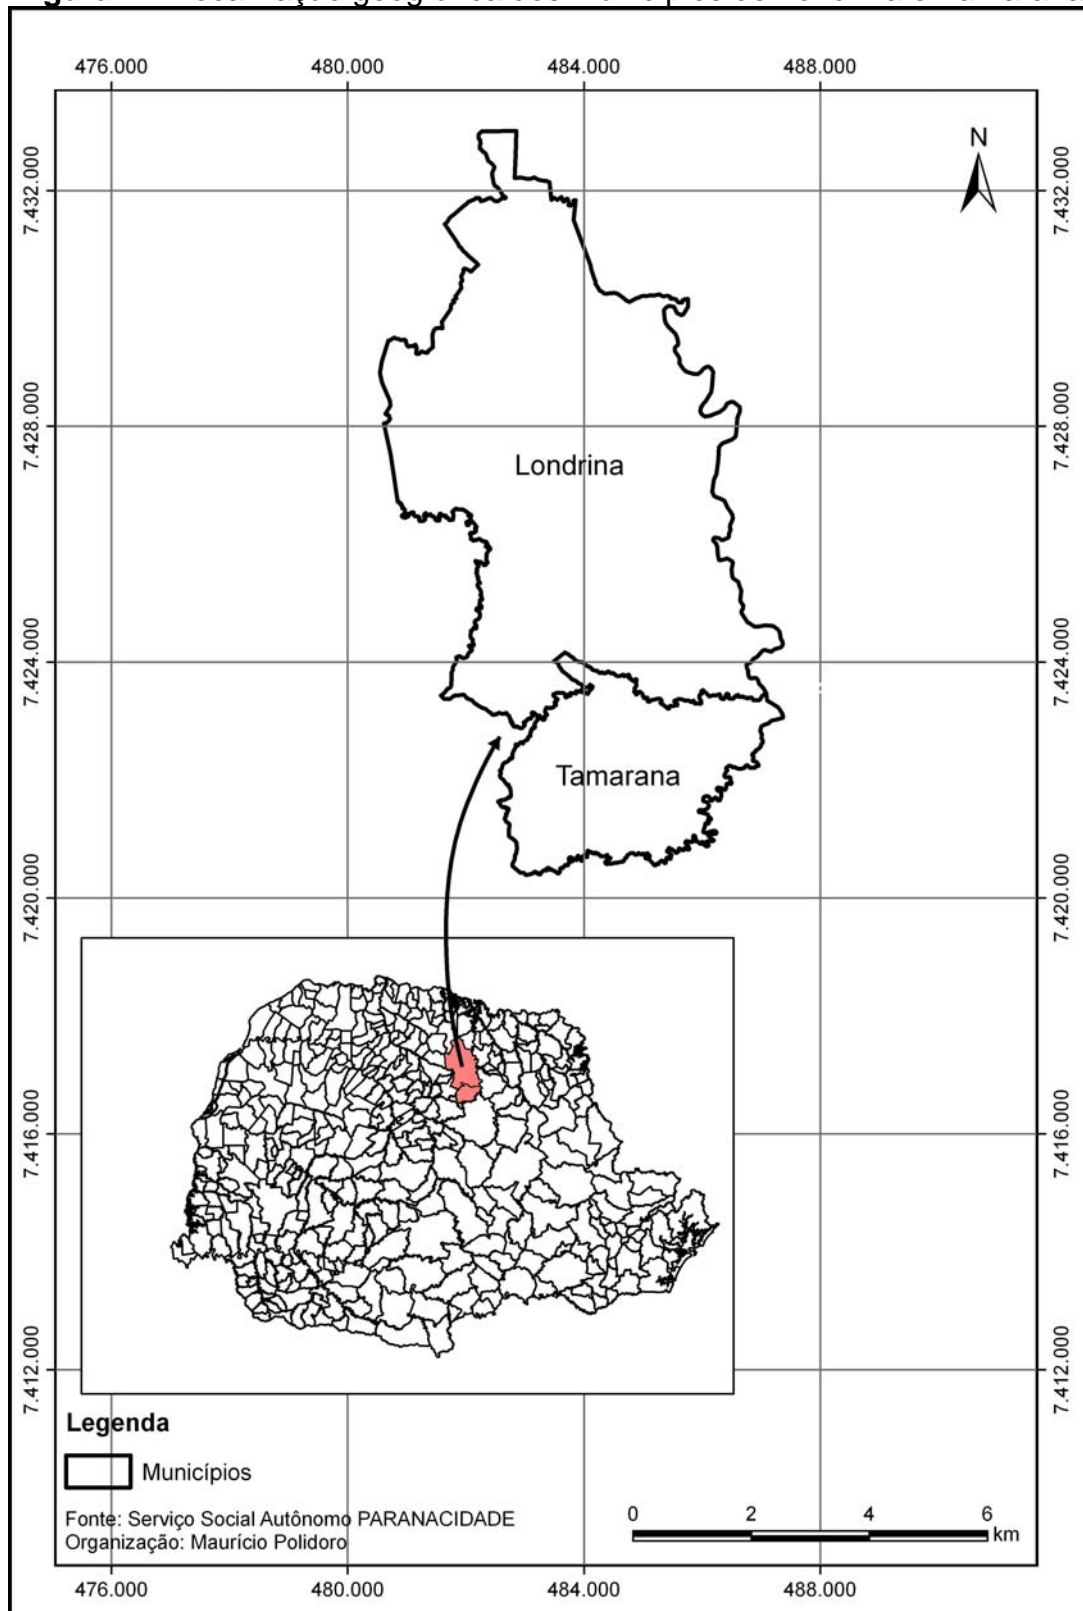 476.000 480.000 484.000 488.000
N
7.432.000 7.432.000
7.428.000 7.428.000
Londrina
7.424.000 7.424.000
Tamarana
7.420.000 7.420.000
7.416.000 7.416.000
7.412.000 7.412.000
Legenda
Municípios
Fonte: Serviço Social Autônomo PARANACIDADE
Organização: Maurício Polidoro
0 2 4 6
km
476.000 480.000 484.000 488.000